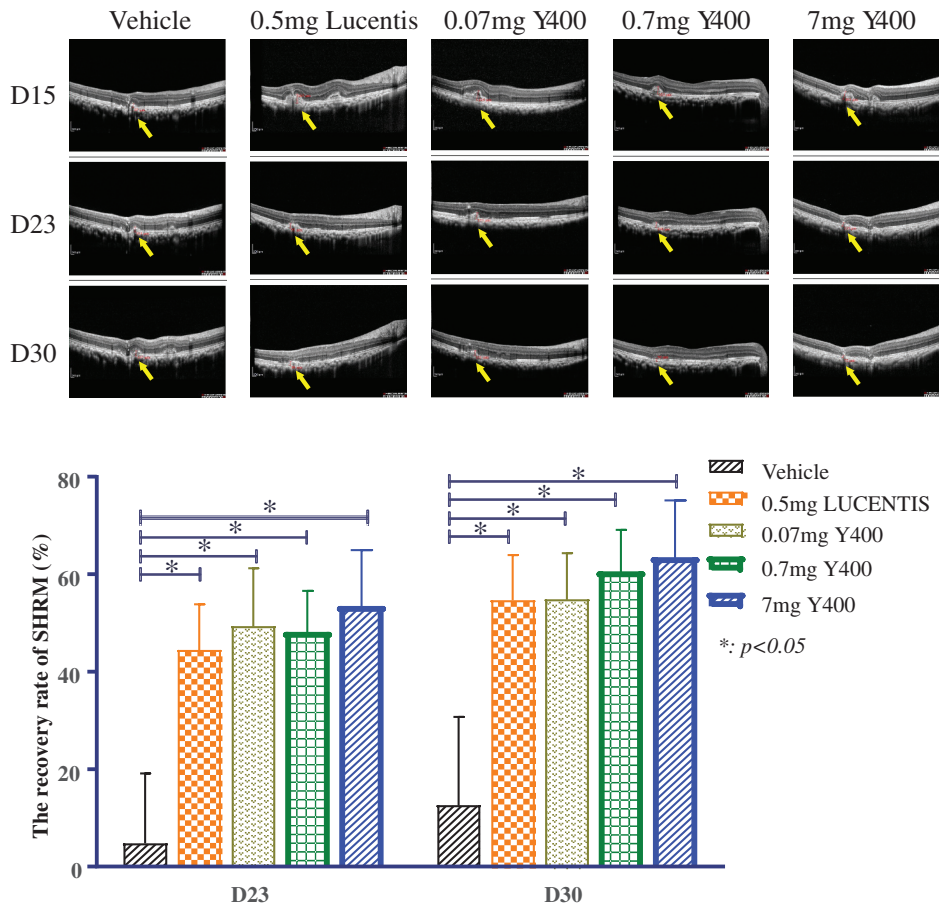 Vehicle 0.5mg Lucentis 0.07mg Y400 0.7mg Y400 7mg Y400
D15
D23
D30
The recovery rate of SHRM (%)
80
60
40
20
0
* * * *
* * * *
D23 D30
Vehicle
0.5mg LUCENTIS
0.07mg Y400
0.7mg Y400
7mg Y400
*: p<0.05